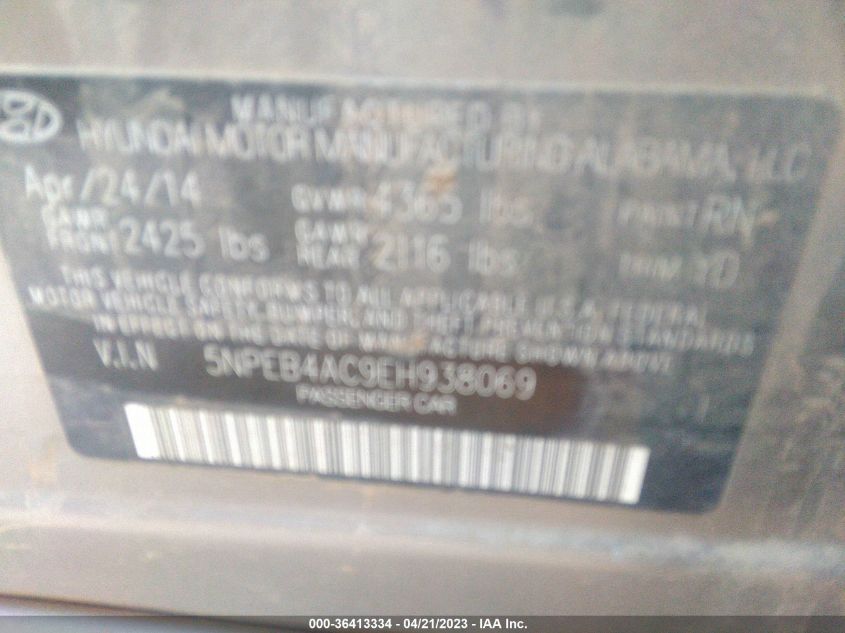 MANUFACTURED BY
HYUNDAI MOTOR MANUFACTURING ALABAMA, LLC
Apr/24/14 GVWR 4365 lbs PAINT RN
GAWR FRONT 2425 lbs GAWR REAR 2116 lbs TRIM YD
THIS VEHICLE CONFORMS TO ALL APPLICABLE U.S.A. FEDERAL
MOTOR VEHICLE SAFETY, BUMPER, AND THEFT PREVENTION STANDARDS
IN EFFECT ON THE DATE OF MANUFACTURE SHOWN ABOVE
V.I.N 5NPEB4AC9EH938069
PASSENGER CAR
000-36413334 - 04/21/2023 - IAA Inc.